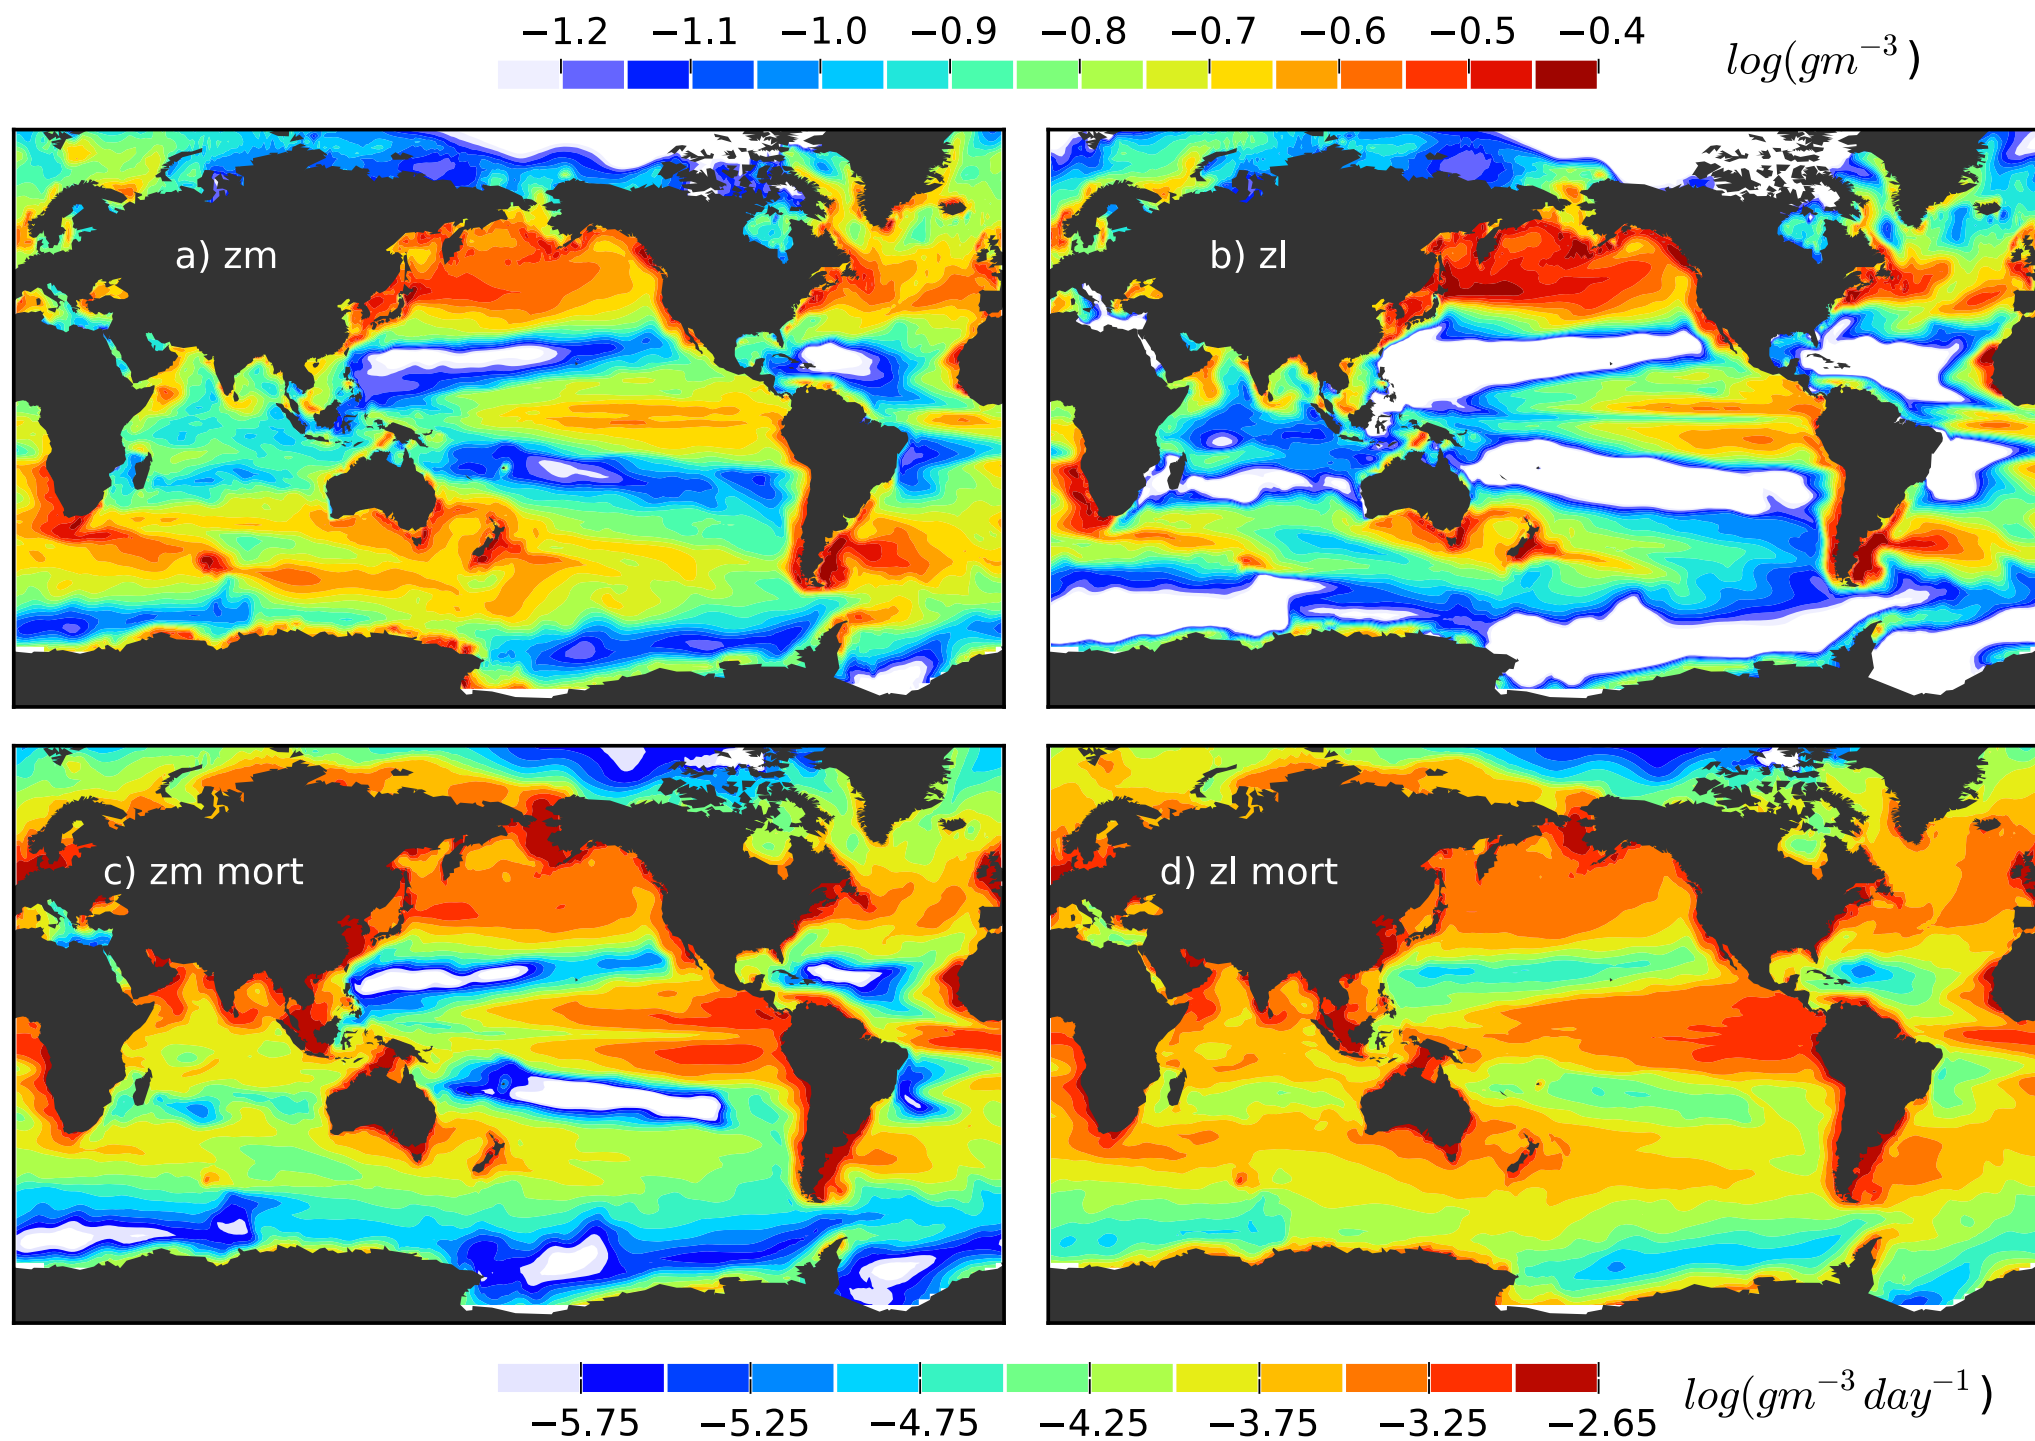 −1.2 −1.1 −1.0 −0.9 −0.8 −0.7 −0.6 −0.5 −0.4 log(gm⁻³)
a) zm
b) zl
c) zm mort
d) zl mort
−5.75 −5.25 −4.75 −4.25 −3.75 −3.25 −2.65 log(gm⁻³ day⁻¹)